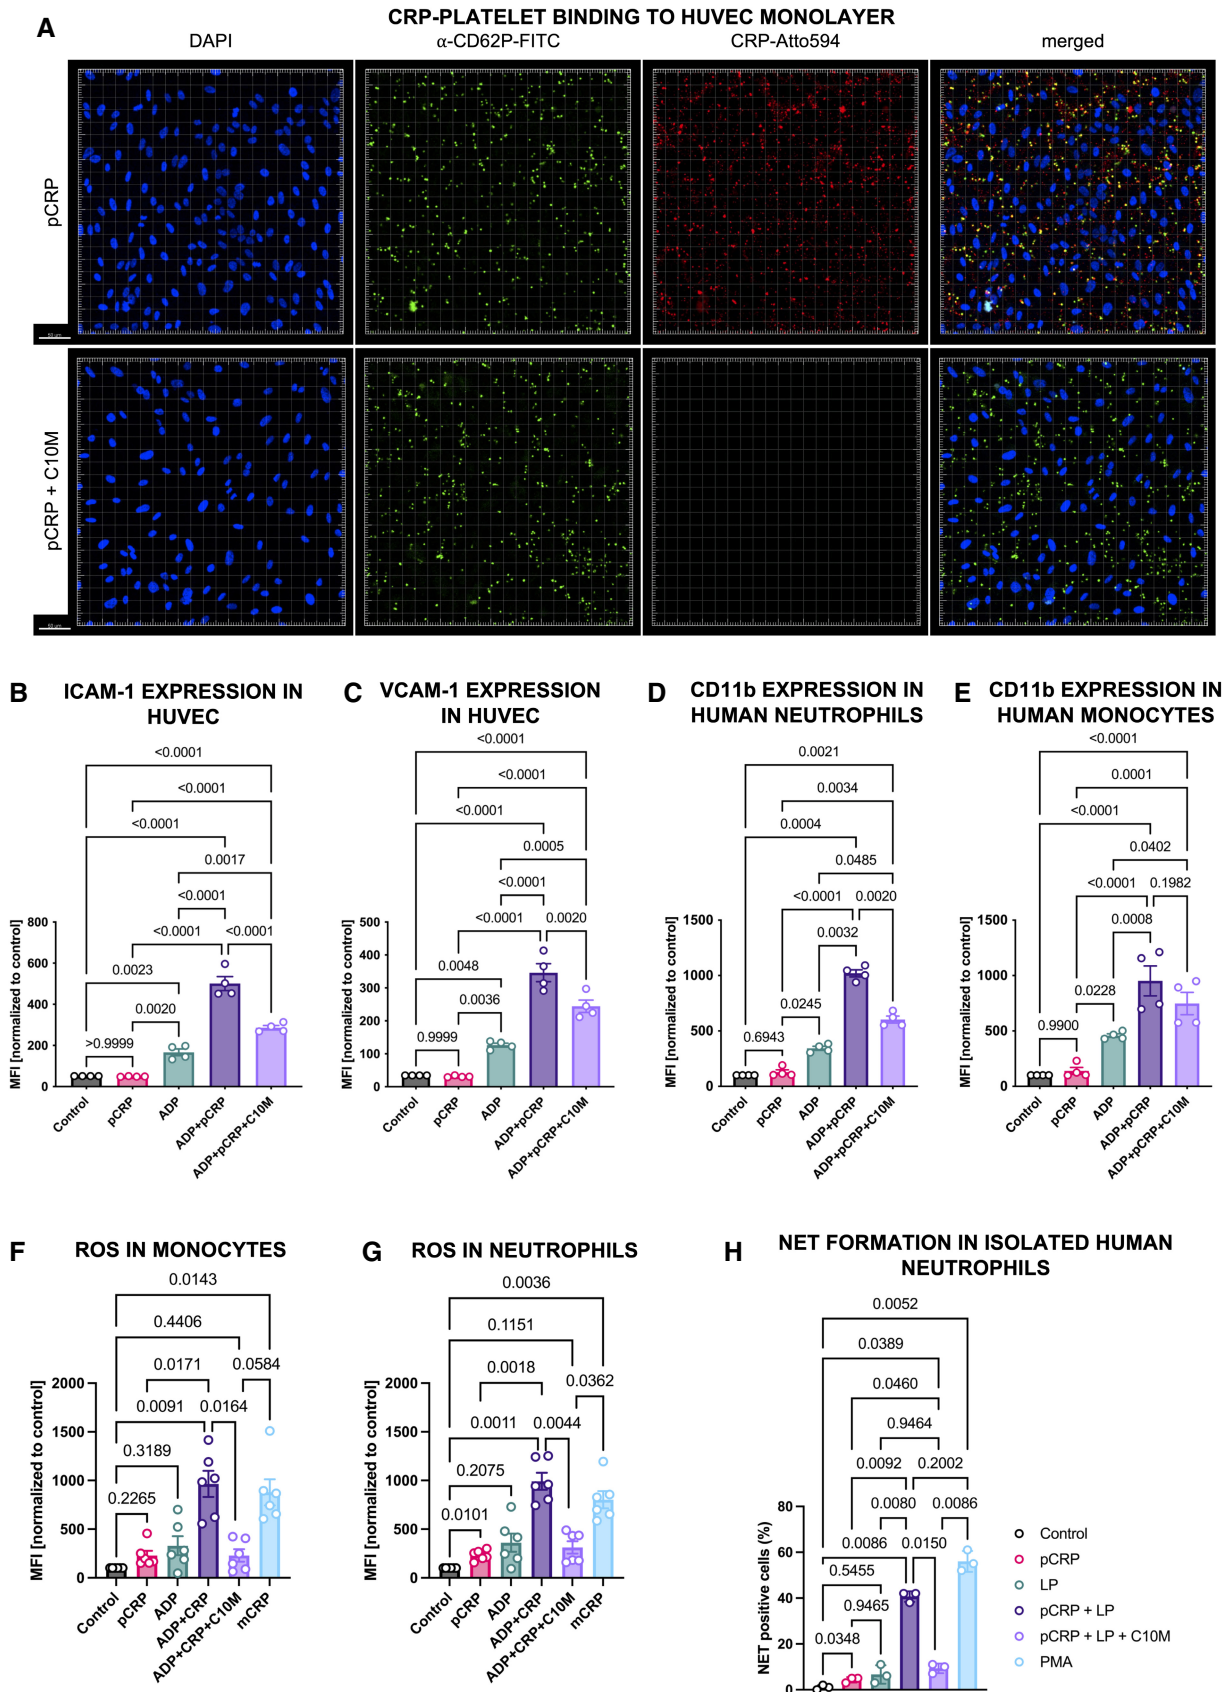 A
CRP-PLATELET BINDING TO HUVEC MONOLAYER
DAPI
α-CD62P-FITC
CRP-Atto594
merged
pCRP
50 µm
pCRP + C10M
50 µm
B
ICAM-1 EXPRESSION IN
HUVEC
<0.0001
<0.0001
<0.0001
0.0017
<0.0001
<0.0001
<0.0001
0.0023
0.0020
>0.9999
MFI [normalized to control]
800
600
400
200
0
Control
pCRP
ADP
ADP+pCRP
ADP+pCRP+C10M
C
VCAM-1 EXPRESSION
IN HUVEC
<0.0001
<0.0001
<0.0001
0.0005
<0.0001
<0.0001
0.0020
0.0048
0.0036
0.9999
MFI [normalized to control]
500
400
300
200
100
0
Control
pCRP
ADP
ADP+pCRP
ADP+pCRP+C10M
D
CD11b EXPRESSION IN
HUMAN NEUTROPHILS
0.0021
0.0034
0.0004
0.0485
<0.0001
0.0020
0.0032
0.0245
0.6943
MFI [normalized to control]
1500
1000
500
0
Control
pCRP
ADP
ADP+pCRP
ADP+pCRP+C10M
E
CD11b EXPRESSION IN
HUMAN MONOCYTES
<0.0001
0.0001
<0.0001
0.0402
<0.0001
0.1982
0.0008
0.0228
0.9900
MFI [normalized to control]
1500
1000
500
0
Control
pCRP
ADP
ADP+pCRP
ADP+pCRP+C10M
F
ROS IN MONOCYTES
0.0143
0.4406
0.0171
0.0584
0.0091
0.0164
0.3189
0.2265
MFI [normalized to control]
2000
1500
1000
500
0
Control
pCRP
ADP
ADP+CRP
ADP+CRP+C10M
mCRP
G
ROS IN NEUTROPHILS
0.0036
0.1151
0.0018
0.0362
0.0011
0.0044
0.2075
0.0101
MFI [normalized to control]
2000
1500
1000
500
0
Control
pCRP
ADP
ADP+CRP
ADP+CRP+C10M
mCRP
H
NET FORMATION IN ISOLATED HUMAN
NEUTROPHILS
0.0052
0.0389
0.0460
0.9464
0.0092
0.2002
0.0080
0.0086
0.0086
0.0150
0.5455
0.9465
0.0348
NET positive cells (%)
80
60
40
20
0
Control
pCRP
LP
pCRP + LP
pCRP + LP + C10M
PMA